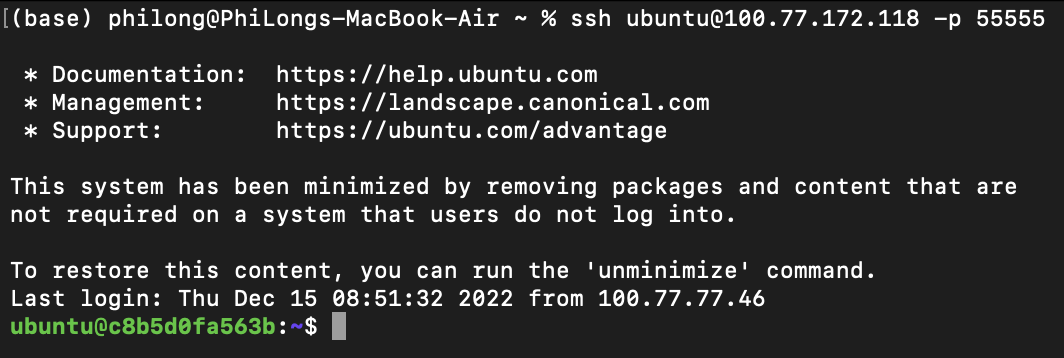 [(base) philong@PhiLongs-MacBook-Air ~ % ssh ubuntu@100.77.172.118 -p 55555
* Documentation:  https://help.ubuntu.com
* Management:     https://landscape.canonical.com
* Support:        https://ubuntu.com/advantage
This system has been minimized by removing packages and content that are
not required on a system that users do not log into.
To restore this content, you can run the 'unminimize' command.
Last login: Thu Dec 15 08:51:32 2022 from 100.77.77.46
ubuntu@c8b5d0fa563b:~$